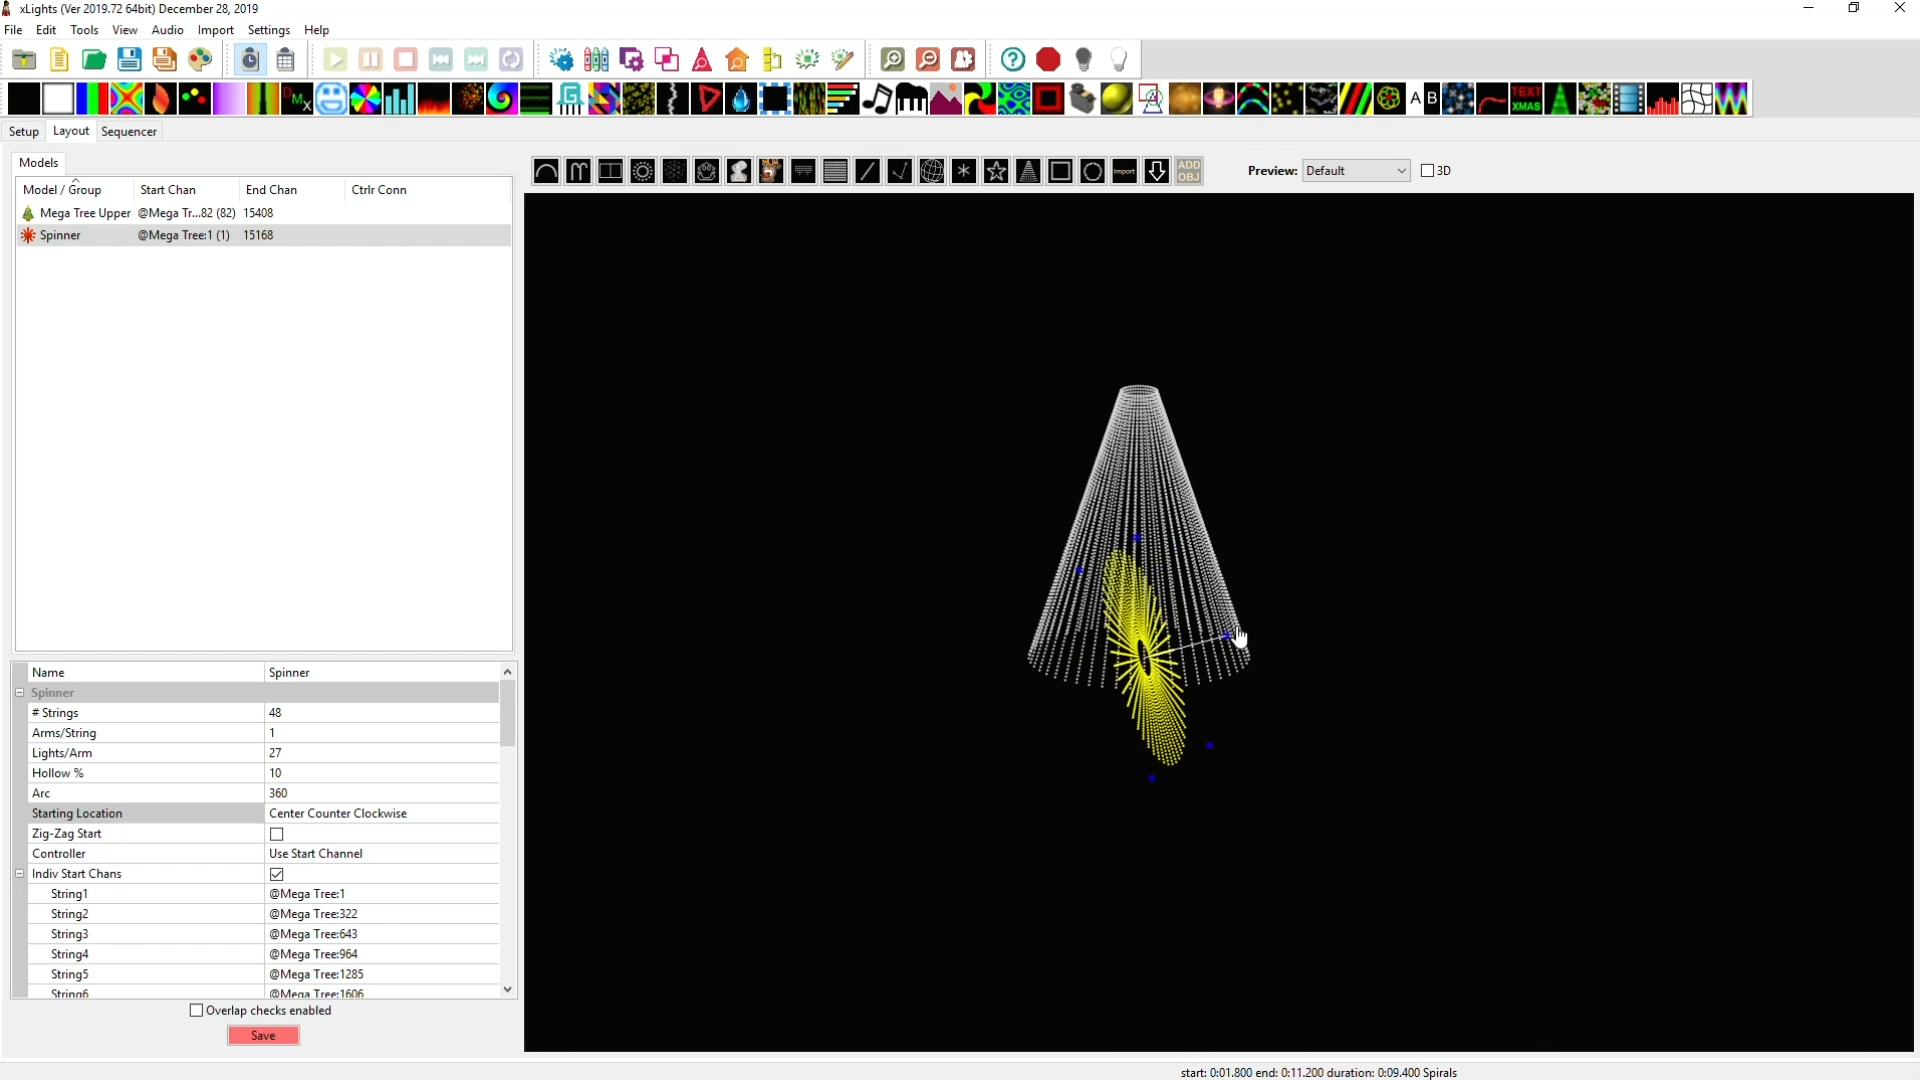 xLights (Ver 2019.72 64bit) December 28, 2019
File Edit Tools View Audio Import Settings Help
DMX A B TEXT XMAS
Setup Layout Sequencer
Models
Import ADD OBJ Preview: Default 3D
Model / Group Start Chan End Chan Ctrlr Conn
Mega Tree Upper @Mega Tr...82 (82) 15408
Spinner @Mega Tree:1 (1) 15168
Name Spinner
Spinner
# Strings 48
Arms/String 1
Lights/Arm 27
Hollow % 10
Arc 360
Starting Location Center Counter Clockwise
Zig-Zag Start
Controller Use Start Channel
Indiv Start Chans
String1 @Mega Tree:1
String2 @Mega Tree:322
String3 @Mega Tree:643
String4 @Mega Tree:964
String5 @Mega Tree:1285
String6 @Mega Tree:1606
Overlap checks enabled
Save
start: 0:01.800 end: 0:11.200 duration: 0:09.400 Spirals